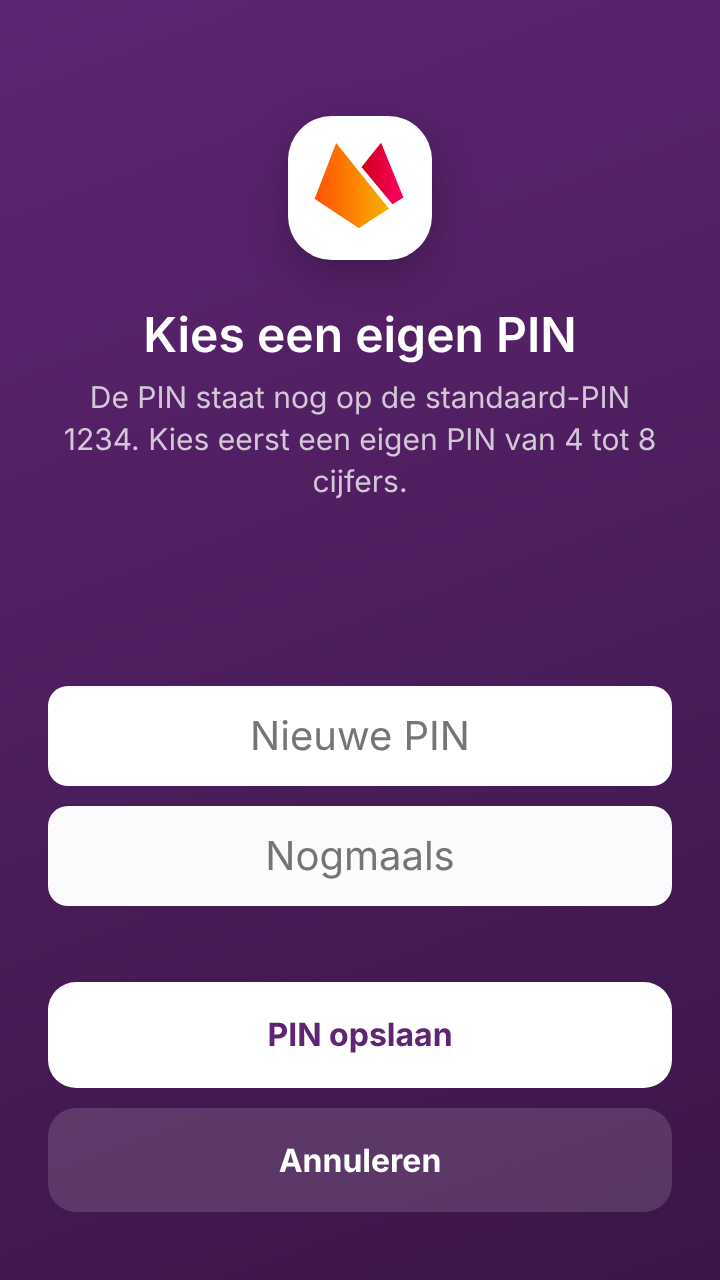 Kies een eigen PIN
De PIN staat nog op de standaard-PIN
1234. Kies eerst een eigen PIN van 4 tot 8
cijfers.
Nieuwe PIN
Nogmaals
PIN opslaan
Annuleren